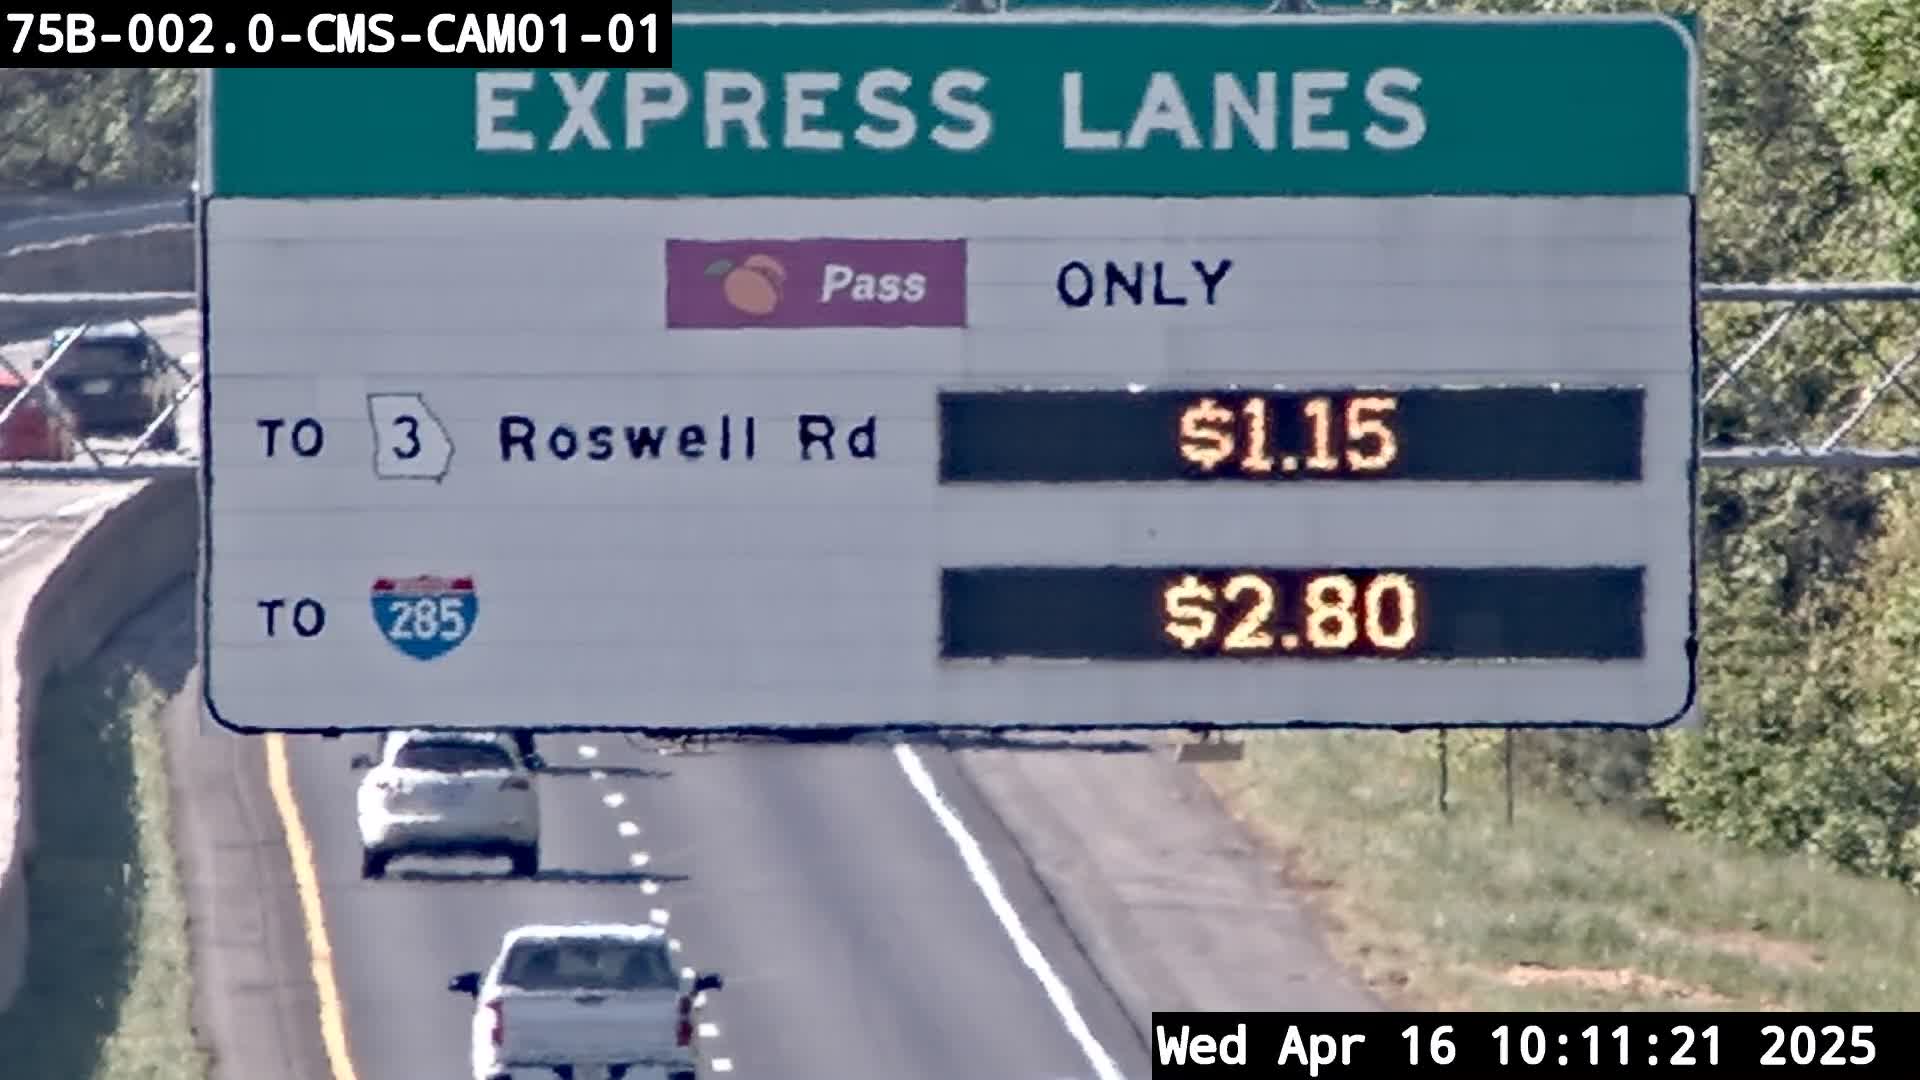 75B-002.0-CMS-CAM01-01
EXPRESS LANES
Pass ONLY
TO 3 Roswell Rd $1.15
TO 285 $2.80
Wed Apr 16 10:11:21 2025